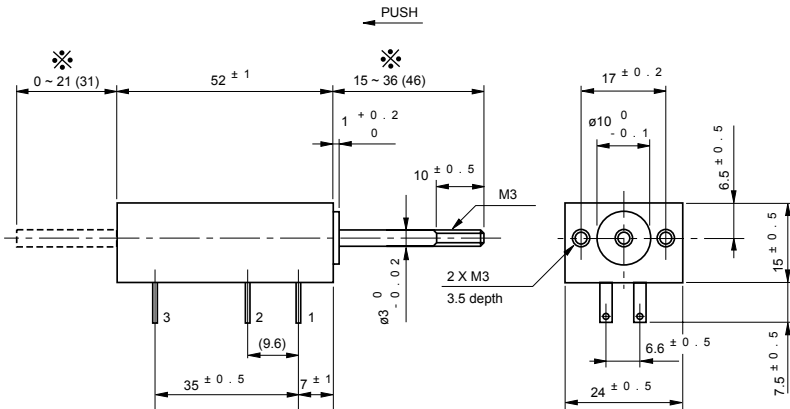 PUSH
※
※
0 ~ 21 (31)
52 ± 1
15 ~ 36 (46)
17 ± 0.2
1 +0.2 0
ø10 0 -0.1
6.5 ± 0.5
10 ± 0.5
M3
2 X M3
3.5 depth
ø3 0 -0.02
15 ± 0.5
3
2
1
(9.6)
6.6 ± 0.5
7.5 ± 0.5
35 ± 0.5
7 ± 1
24 ± 0.5